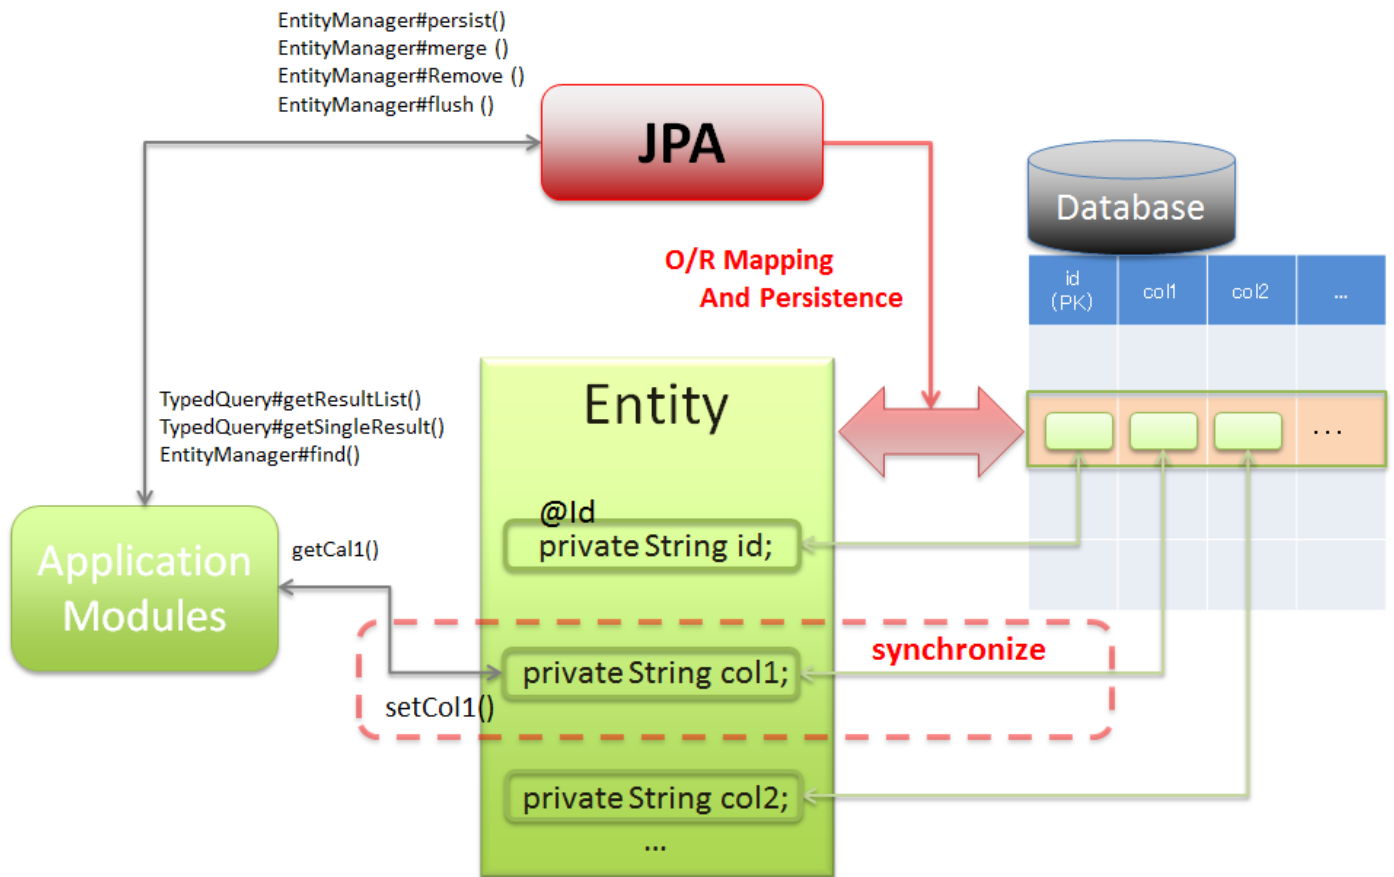 EntityManager#persist()
EntityManager#merge ()
EntityManager#Remove ()
EntityManager#flush ()
JPA
Database
O/R Mapping
And Persistence
id
(PK)
col1
col2
...
Entity
TypedQuery#getResultList()
TypedQuery#getSingleResult()
EntityManager#find()
...
@Id
private String id;
Application
Modules
getCal1()
synchronize
private String col1;
setCol1()
private String col2;
...